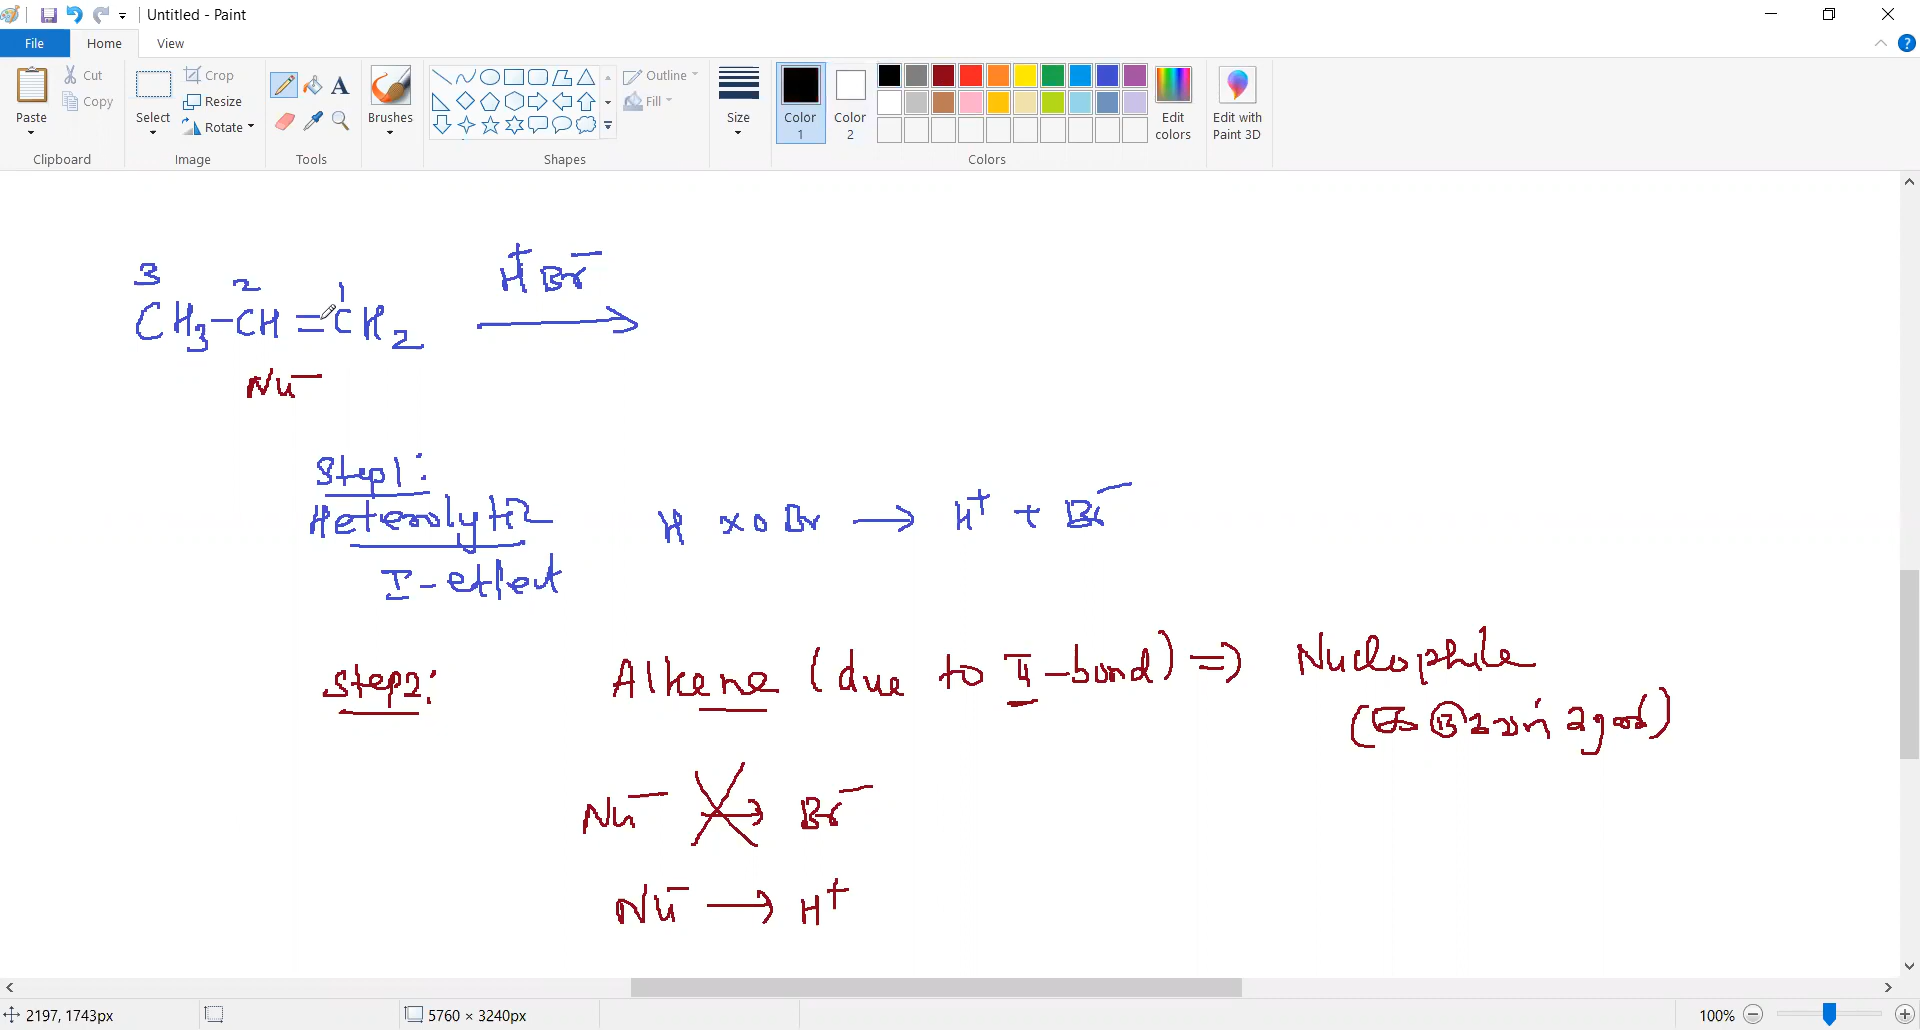 Untitled - Paint
File Home View
Paste Cut Copy Clipboard
Select Crop Resize Rotate Image
Tools
Brushes
Shapes Outline Fill
Size
Color 1 Color 2 Edit colors Colors
Edit with Paint 3D
3 2 1
CH3-CH=CH2
H+ Br-
Nu-
Step1:
Heterolytic
I-effect
H xo Br → H+ + Br-
Step2:
Alkene (due to π-bond) ⇒ Nuclophile
Nu- → Br-
Nu- → H+
2197, 1743px
5760 × 3240px
100%